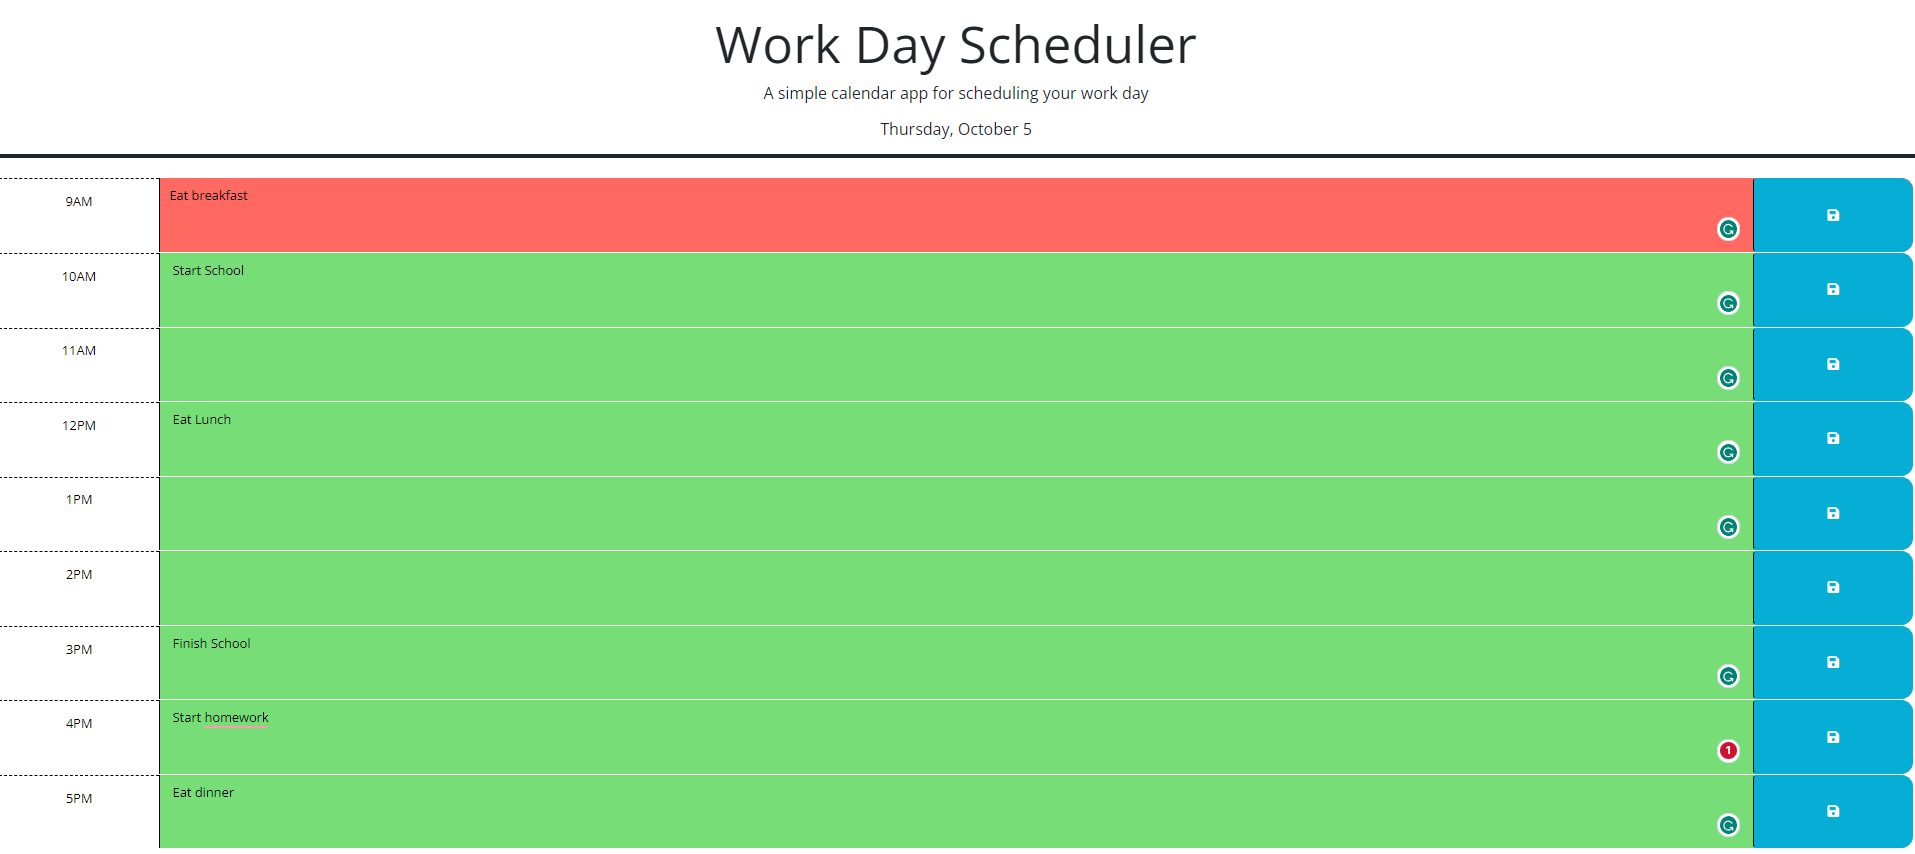 Work Day Scheduler
A simple calendar app for scheduling your work day
Thursday, October 5
9AM
Eat breakfast
10AM
Start School
11AM
12PM
Eat Lunch
1PM
2PM
3PM
Finish School
4PM
Start homework
1
5PM
Eat dinner